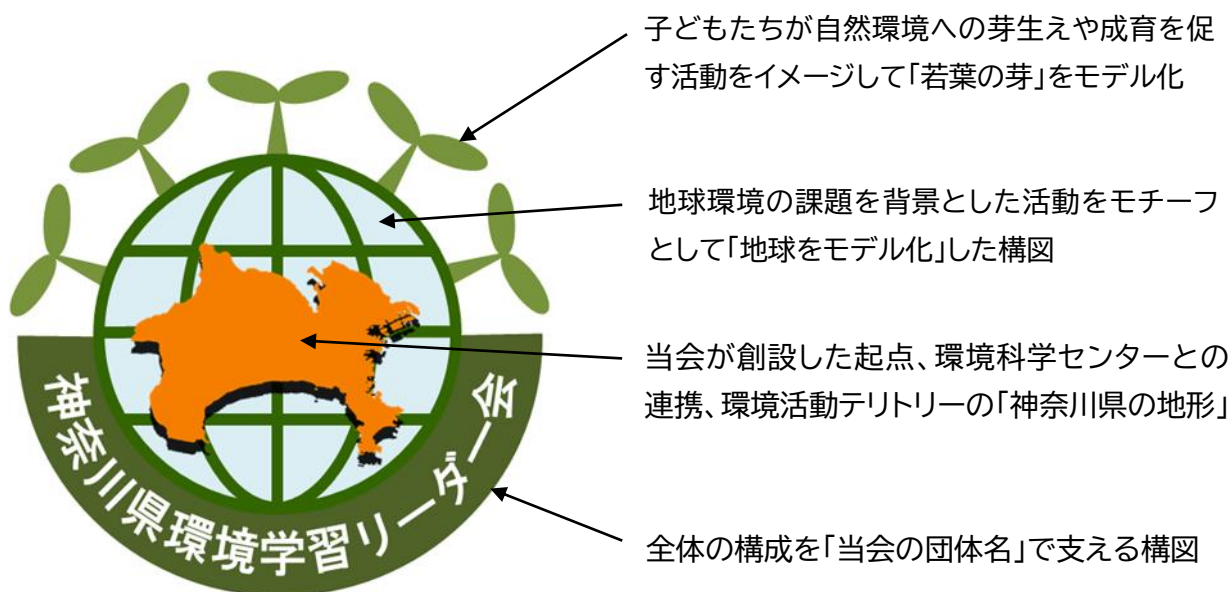 子どもたちが自然環境への芽生えや成育を促
す活動をイメージして「若葉の芽」をモデル化
地球環境の課題を背景とした活動をモチーフ
として「地球をモデル化」した構図
当会が創設した起点、環境科学センターとの
連携、環境活動テリトリーの「神奈川県の地形」
神奈川県環境学習リーダー会
全体の構成を「当会の団体名」で支える構図